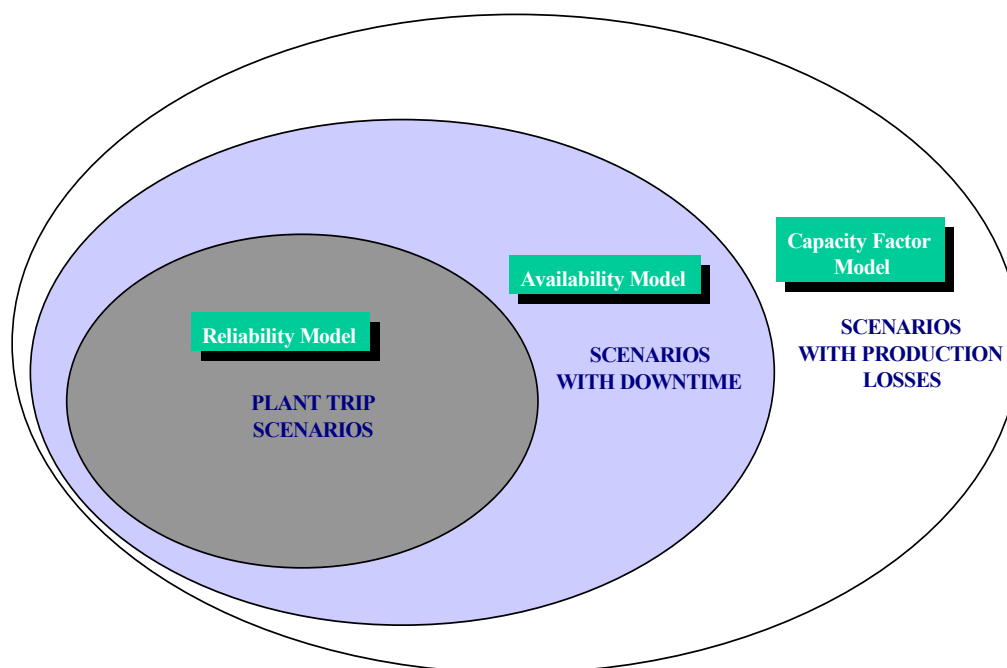 Capacity Factor
Model
Availability Model
Reliability Model
SCENARIOS
WITH PRODUCTION
LOSSES
SCENARIOS
WITH DOWNTIME
PLANT TRIP
SCENARIOS